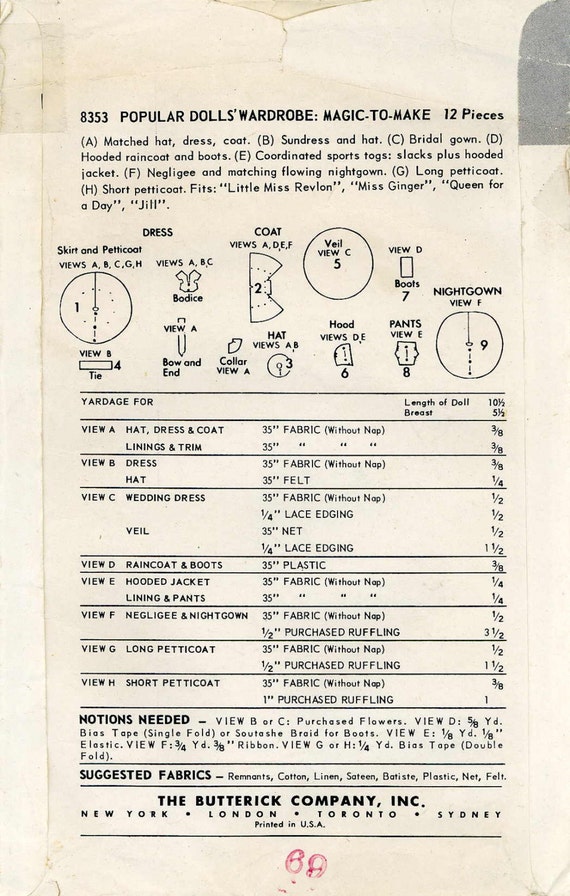 8353 POPULAR DOLLS' WARDROBE: MAGIC-TO-MAKE 12 Pieces
(A) Matched hat, dress, coat. (B) Sundress and hat. (C) Bridal gown. (D)
Hooded raincoat and boots. (E) Coordinated sports togs: slacks plus hooded
jacket. (F) Negligee and matching flowing nightgown. (G) Long petticoat.
(H) Short petticoat. Fits: "Little Miss Revlon", "Miss Ginger", "Queen for
a Day", "Jill".
DRESS
Skirt and Petticoat
VIEWS A, B, C, G, H
1
VIEWS A, B, C
Bodice
COAT
VIEWS A, D, E, F
2
Veil
VIEW C
5
VIEW D
Boots
7
NIGHTGOWN
VIEW F
9
VIEW B
4
Tie
VIEW A
Bow and
End
Collar
VIEW A
HAT
VIEWS A, B
3
Hood
VIEWS D, E
6
PANTS
VIEW E
8
YARDAGE FOR Length of Doll 10½
Breast 5½
VIEW A HAT, DRESS & COAT 35" FABRIC (Without Nap) ⅜
LININGS & TRIM 35" " " " ⅜
VIEW B DRESS 35" FABRIC (Without Nap) ⅜
HAT 35" FELT ¼
VIEW C WEDDING DRESS 35" FABRIC (Without Nap) ½
¼" LACE EDGING ½
VEIL 35" NET ½
¼" LACE EDGING 1 ½
VIEW D RAINCOAT & BOOTS 35" PLASTIC ⅜
VIEW E HOODED JACKET 35" FABRIC (Without Nap) ¼
LINING & PANTS 35" " " " ¼
VIEW F NEGLIGEE & NIGHTGOWN 35" FABRIC (Without Nap) ½
½" PURCHASED RUFFLING 3 ½
VIEW G LONG PETTICOAT 35" FABRIC (Without Nap) ½
½" PURCHASED RUFFLING 1 ½
VIEW H SHORT PETTICOAT 35" FABRIC (Without Nap) ⅜
1" PURCHASED RUFFLING 1
NOTIONS NEEDED — VIEW B or C: Purchased Flowers. VIEW D: ⅝ Yd.
Bias Tape (Single Fold) or Soutashe Braid for Boots. VIEW E: ⅛ Yd. ⅛"
Elastic. VIEW F: ¾ Yd. ⅜" Ribbon. VIEW G or H: ¼ Yd. Bias Tape (Double
Fold).
SUGGESTED FABRICS — Remnants, Cotton, Linen, Sateen, Batiste, Plastic, Net, Felt.
THE BUTTERICK COMPANY, INC.
NEW YORK • LONDON • TORONTO • SYDNEY
Printed in U.S.A.